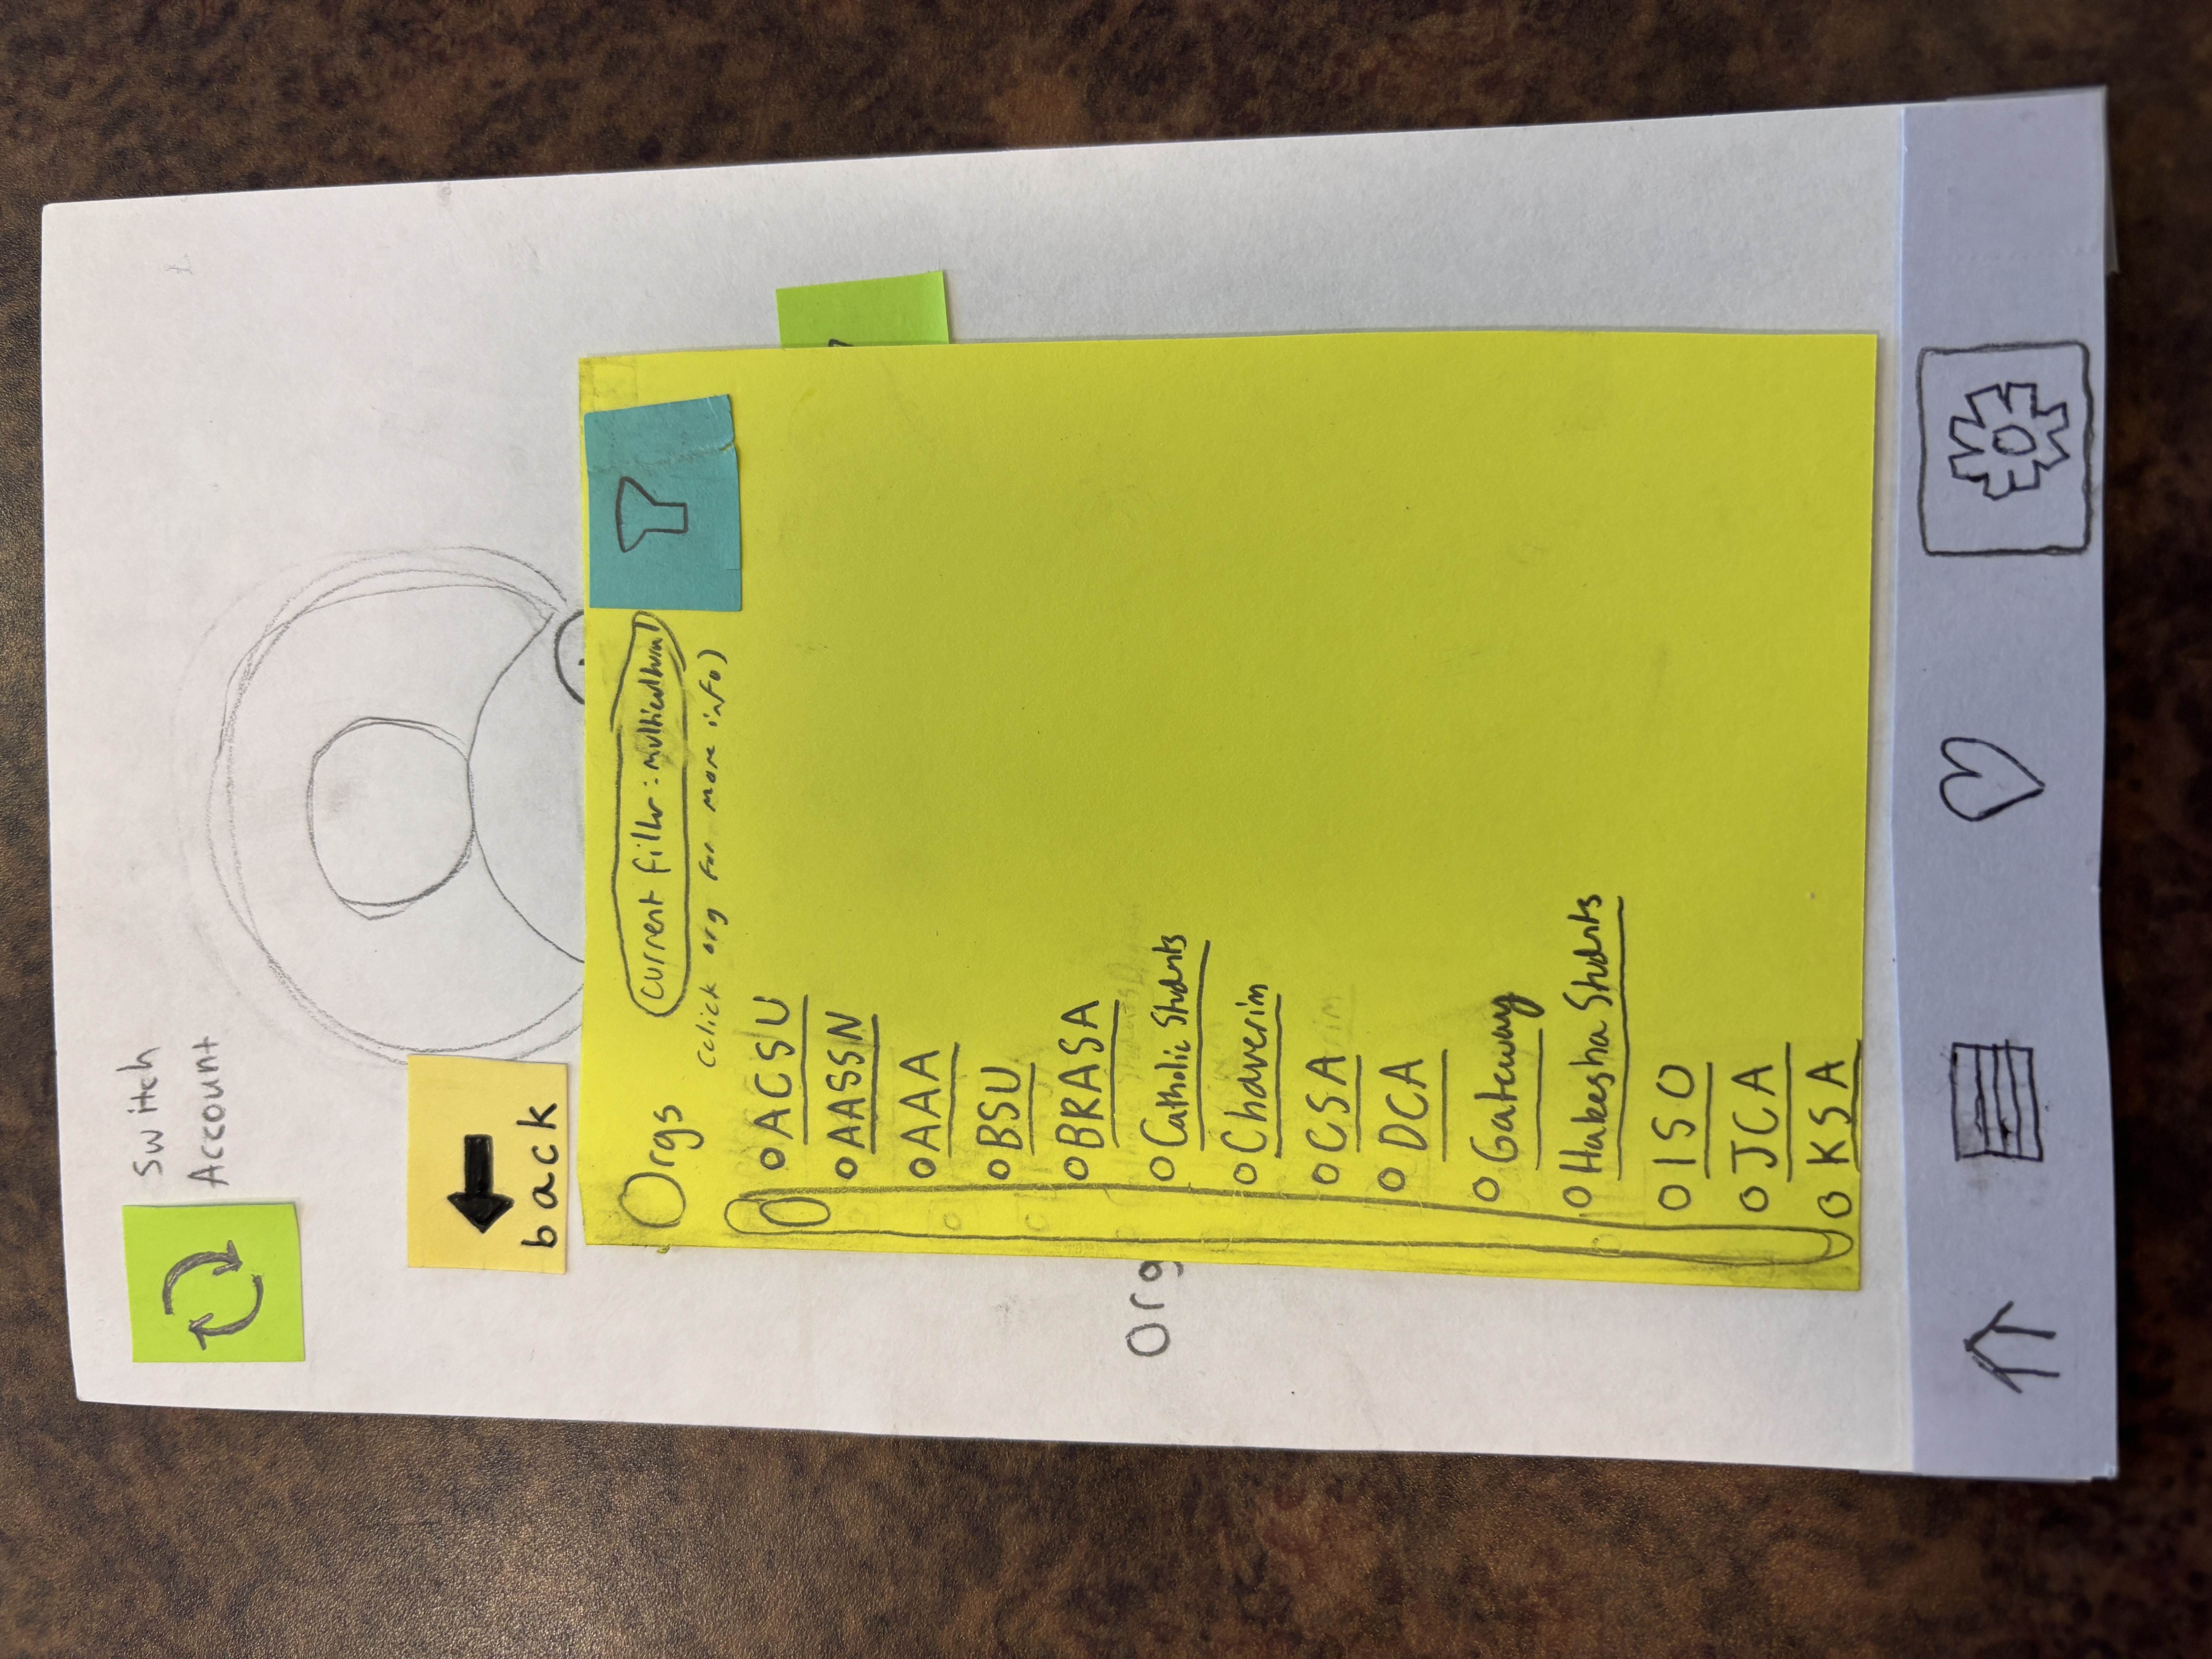 Switch
Account
back
Orgs
current filter: multicultural
(click org for more info)
ACSU
AASSN
AAA
BSU
BRASA
Org
Catholic Students
Chaverim
CSA
DCA
Gateway
Hakesha Students
ISO
JCA
KSA